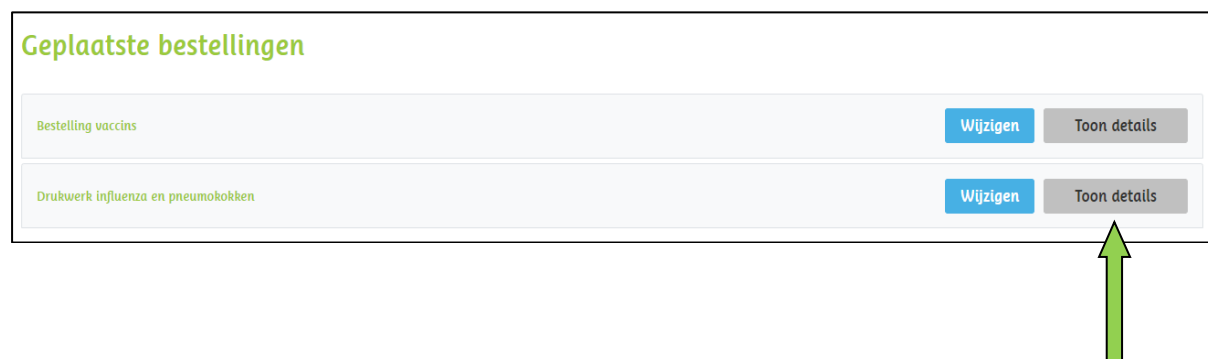 Geplaatste bestellingen
Bestelling vaccins
Wijzigen
Toon details
Drukwerk influenza en pneumokokken
Wijzigen
Toon details